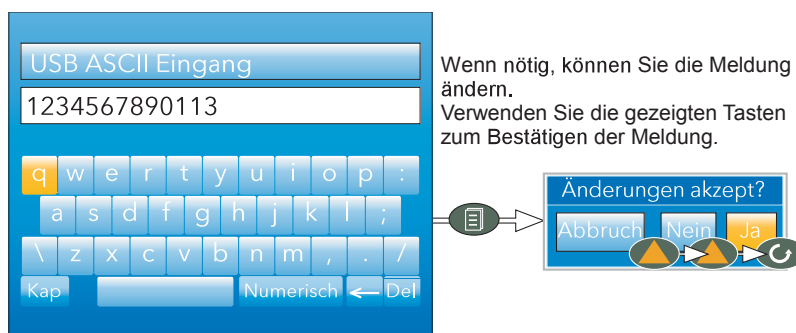 USB ASCII Eingang
1234567890113
q w e r t y u i o p :
a s d f g h j k l ;
\ z x c v b n m , . /
Kap Numerisch ← Del
Wenn nötig, können Sie die Meldung
ändern.
Verwenden Sie die gezeigten Tasten
zum Bestätigen der Meldung.
Änderungen akzept?
Abbruch Nein Ja